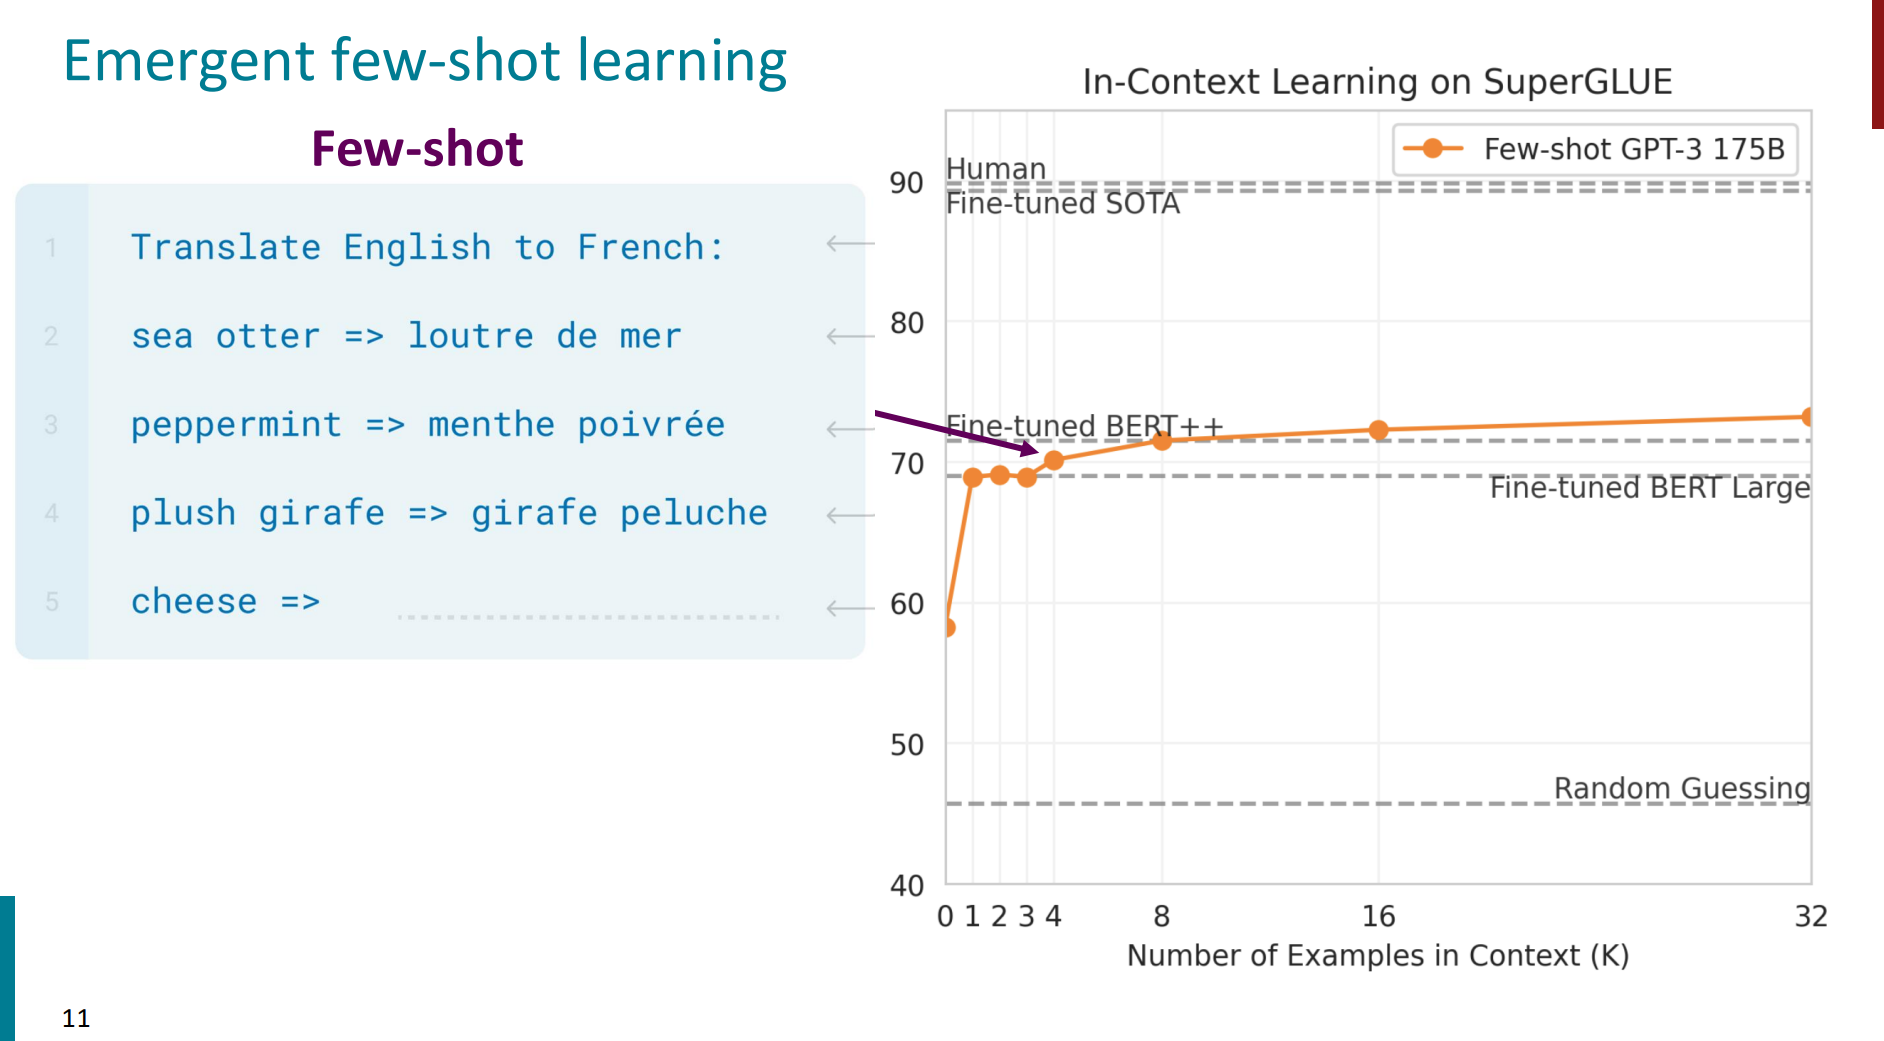 Emergent few-shot learning
Few-shot
1 Translate English to French:
2 sea otter => loutre de mer
3 peppermint => menthe poivrée
4 plush girafe => girafe peluche
5 cheese =>
In-Context Learning on SuperGLUE
Few-shot GPT-3 175B
Human
90
Fine-tuned SOTA
80
Fine-tuned BERT++
70
Fine-tuned BERT Large
60
50
Random Guessing
40
0 1 2 3 4 8 16 32
Number of Examples in Context (K)
11